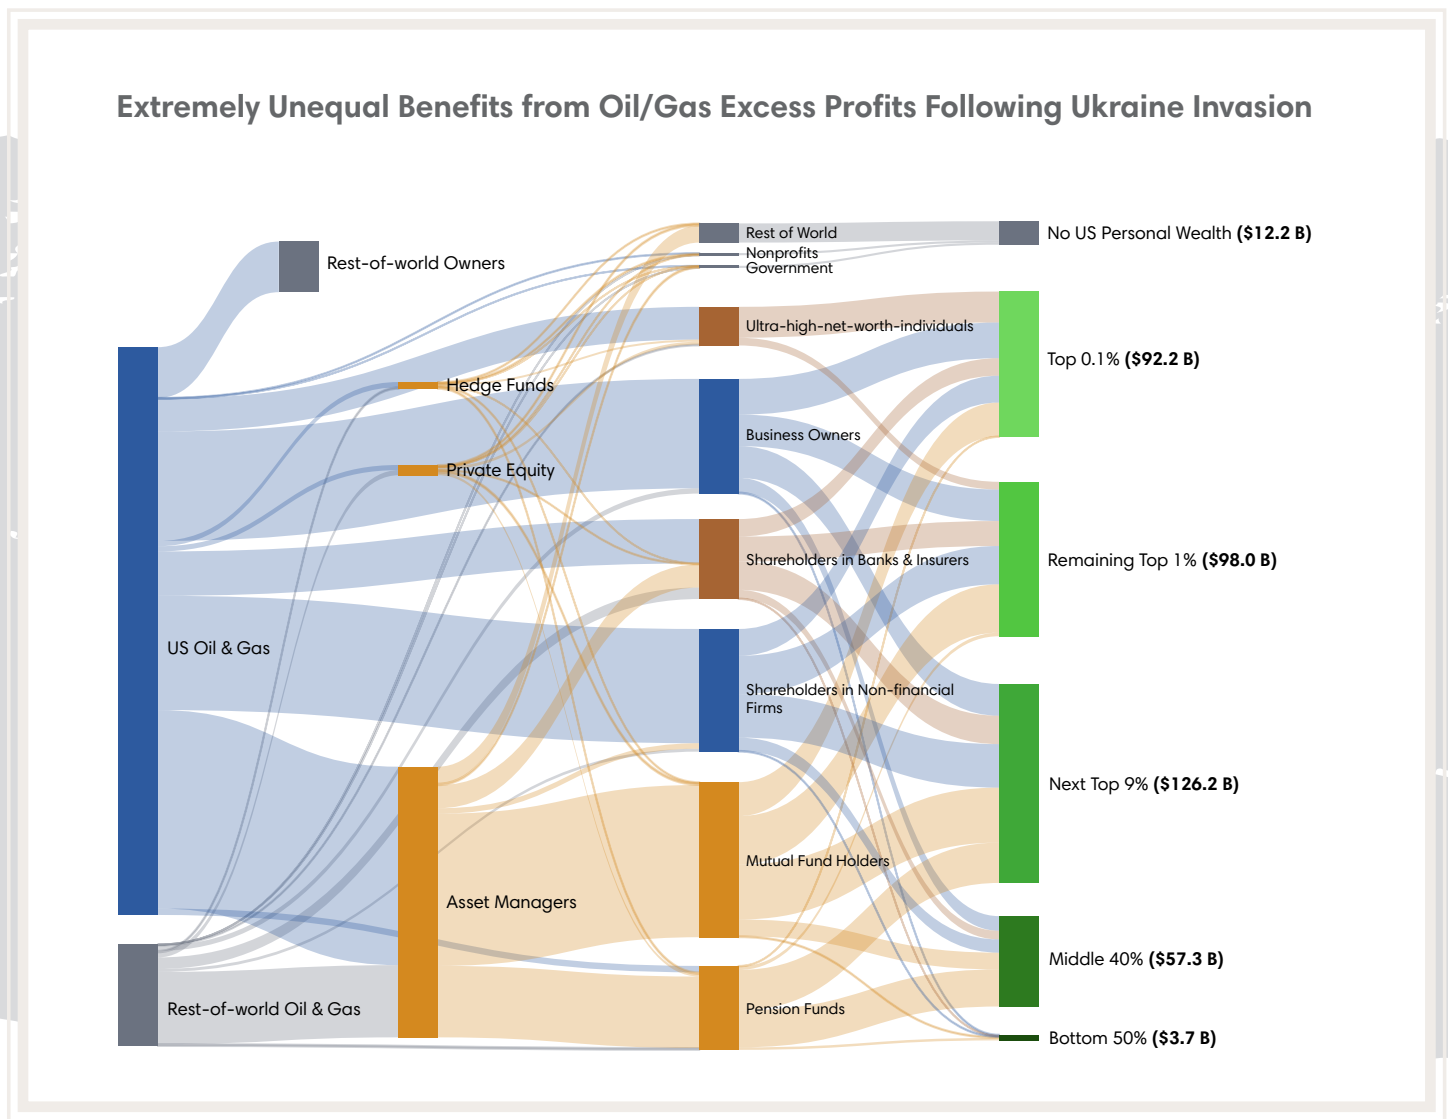 Extremely Unequal Benefits from Oil/Gas Excess Profits Following Ukraine Invasion
Rest of World
No US Personal Wealth ($12.2 B)
Nonprofits
Rest-of-world Owners
Government
Ultra-high-net-worth-individuals
Top 0.1% ($92.2 B)
Hedge Funds
Business Owners
Private Equity
Shareholders in Banks & Insurers
Remaining Top 1% ($98.0 B)
US Oil & Gas
Shareholders in Non-financial
Firms
Next Top 9% ($126.2 B)
Mutual Fund Holders
Asset Managers
Middle 40% ($57.3 B)
Rest-of-world Oil & Gas
Pension Funds
Bottom 50% ($3.7 B)